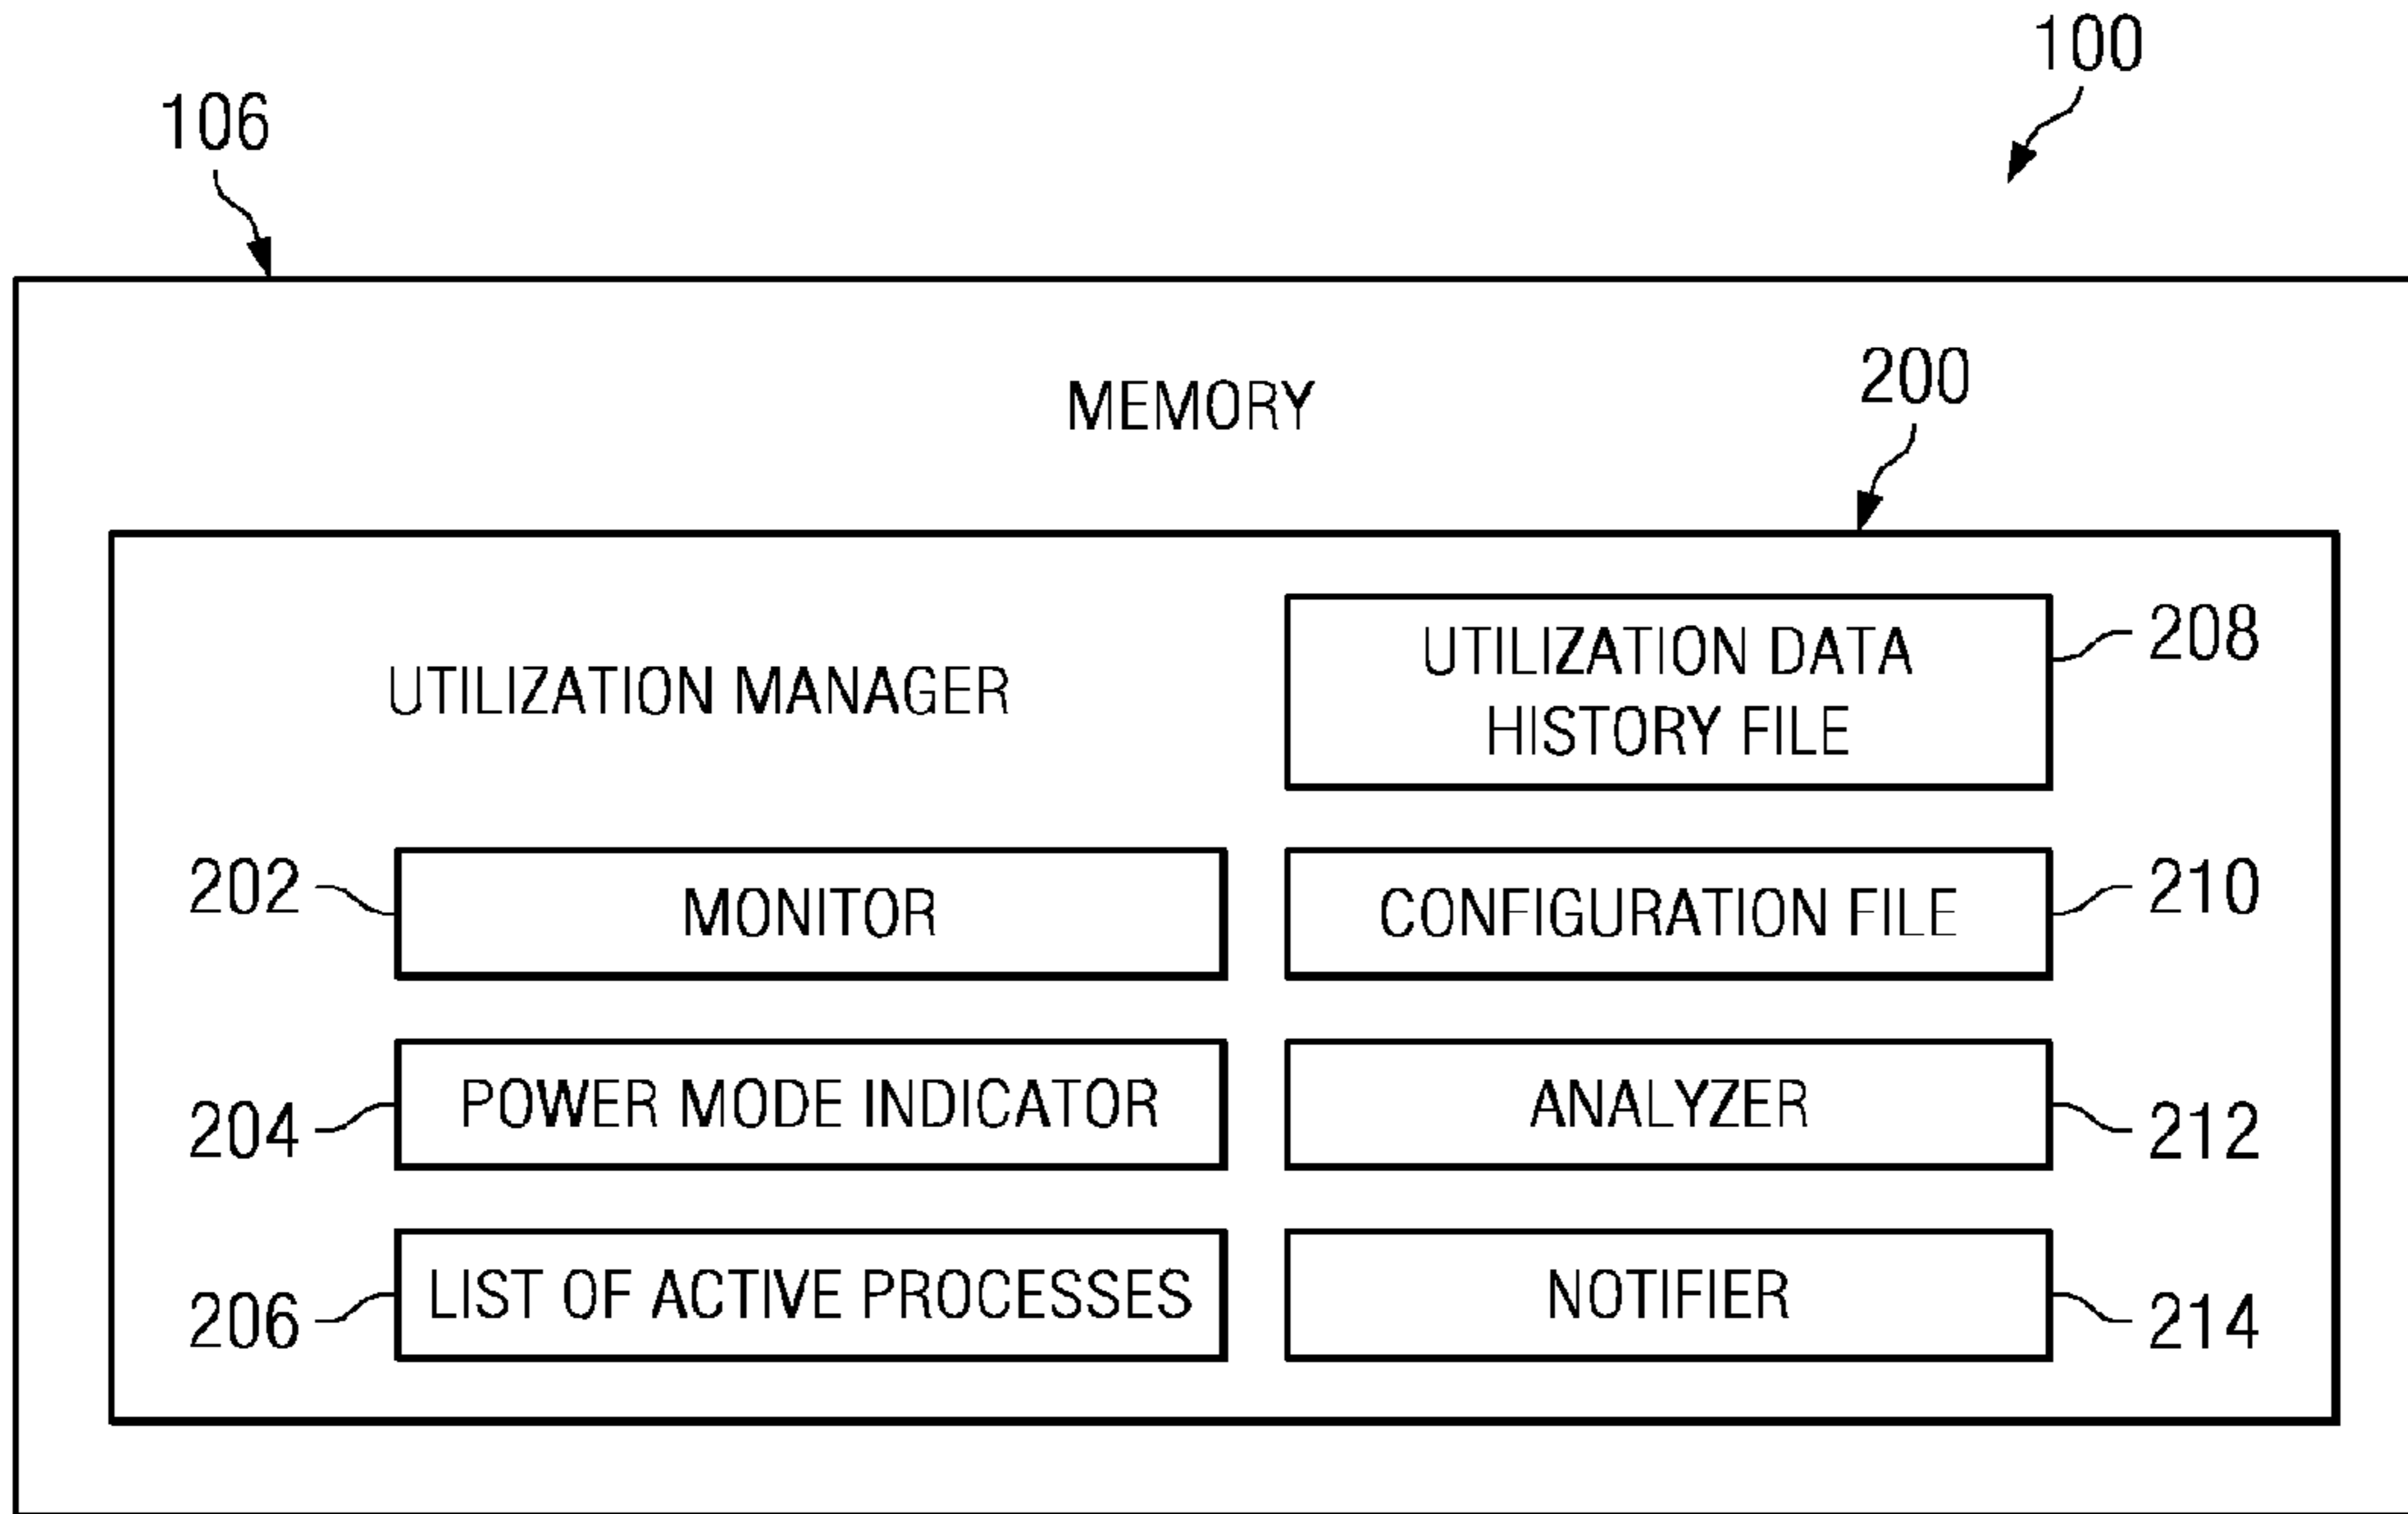 100
106
MEMORY
200
UTILIZATION MANAGER
UTILIZATION DATA
HISTORY FILE
208
202
MONITOR
CONFIGURATION FILE
210
204
POWER MODE INDICATOR
ANALYZER
212
206
LIST OF ACTIVE PROCESSES
NOTIFIER
214